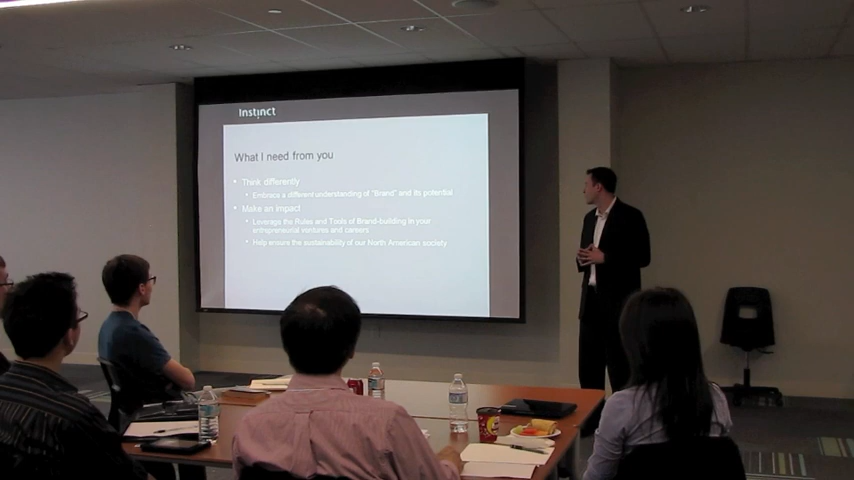 Instinct
What I need from you
• Think differently
• Embrace a different understanding of "Brand" and its potential
• Make an impact
• Leverage the Rules and Tools of Brand-building in your
entrepreneurial ventures and careers
• Help ensure the sustainability of our North American society